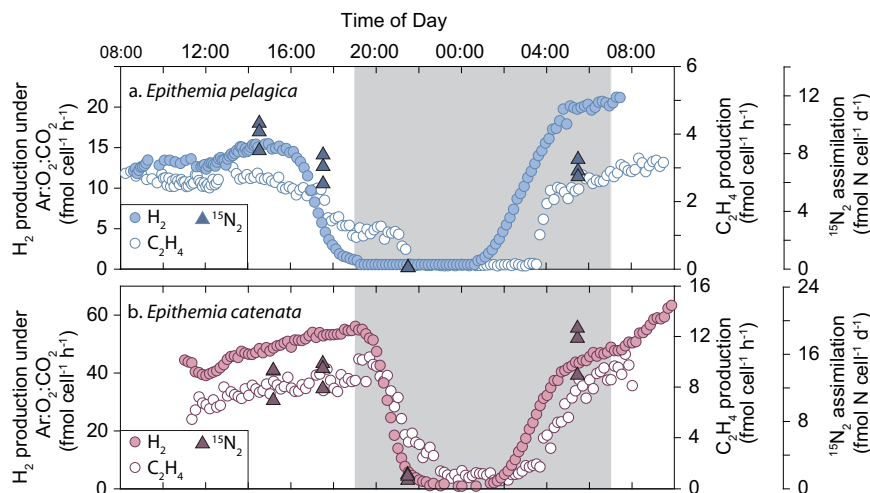 Time of Day
08:00 12:00 16:00 20:00 00:00 04:00 08:00
a. Epithemia pelagica
H₂ production under
Ar:O₂:CO₂
(fmol cell⁻¹ h⁻¹)
20
15
10
5
0
H₂ ¹⁵N₂
C₂H₄
6
4
2
0
C₂H₄ production
(fmol cell⁻¹ h⁻¹)
12
8
4
0
¹⁵N₂ assimilation
(fmol N cell⁻¹ d⁻¹)
b. Epithemia catenata
H₂ production under
Ar:O₂:CO₂
(fmol cell⁻¹ h⁻¹)
60
40
20
0
H₂ ¹⁵N₂
C₂H₄
16
12
8
4
0
C₂H₄ production
(fmol cell⁻¹ h⁻¹)
24
16
8
0
¹⁵N₂ assimilation
(fmol N cell⁻¹ d⁻¹)